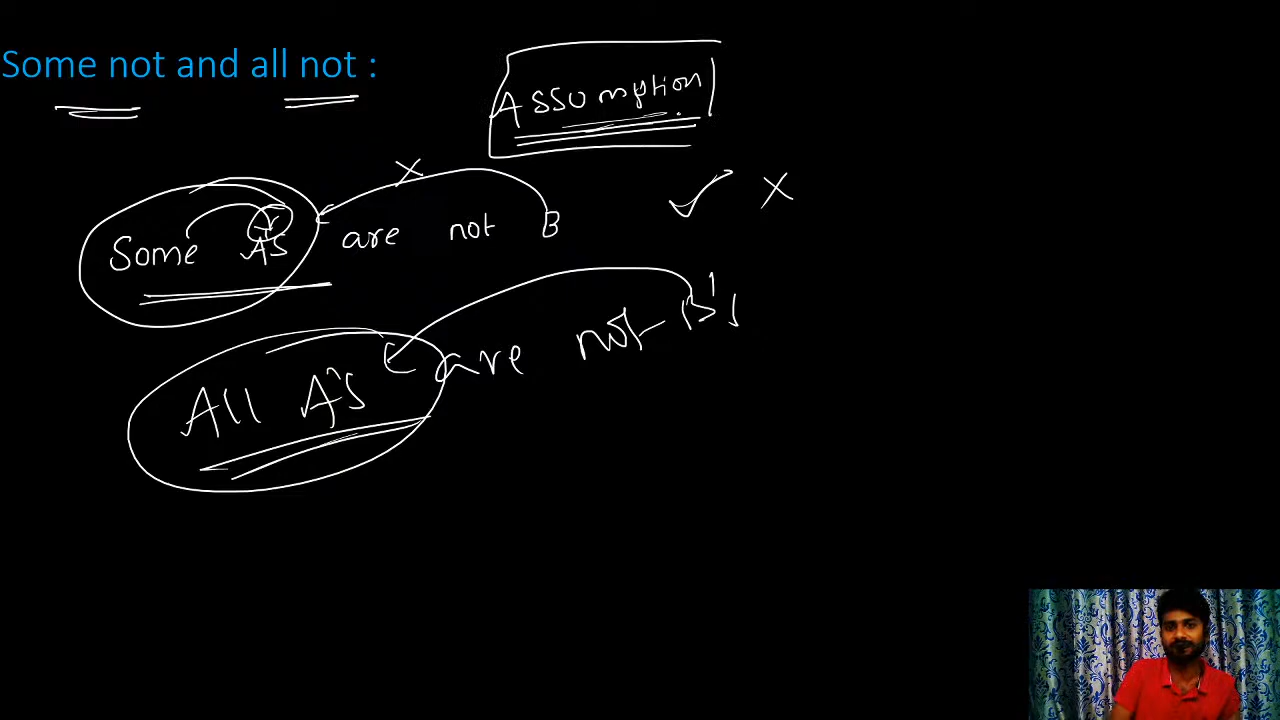 Some not and all not :
Assumption
Some A's are not B
All A's are not B's